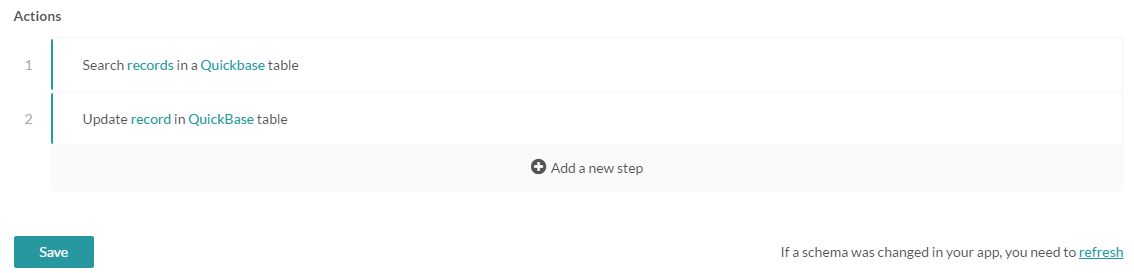 Actions
1 Search records in a Quickbase table
2 Update record in QuickBase table
Add a new step
Save If a schema was changed in your app, you need to refresh